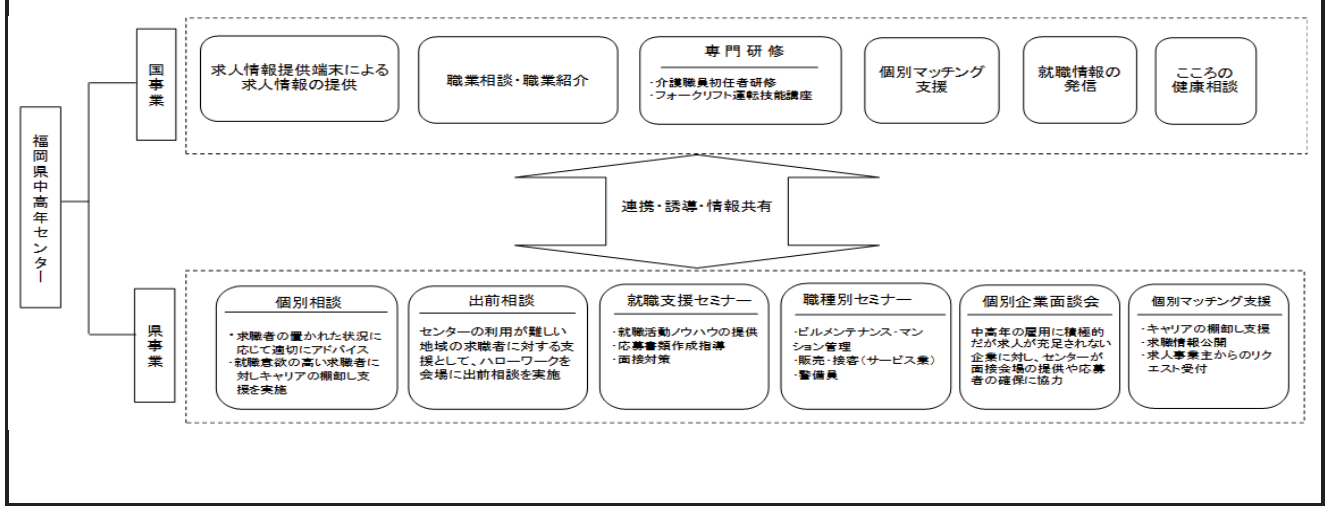 福岡県中高年センター
国事業
求人情報提供端末による
求人情報の提供
職業相談・職業紹介
専門研修
・介護職員初任者研修
・フォークリフト運転技能講座
個別マッチング
支援
就職情報の
発信
こころの
健康相談
連携・誘導・情報共有
県事業
個別相談
・求職者の置かれた状況に
応じて適切にアドバイス
・就職意欲の高い求職者に
対しキャリアの棚卸し支
援を実施
出前相談
センターの利用が難しい
地域の求職者に対する支
援として、ハローワークを
会場に出前相談を実施
就職支援セミナー
・就職活動ノウハウの提供
・応募書類作成指導
・面接対策
職種別セミナー
・ビルメンテナンス・マン
ション管理
・販売・接客(サービス業)
・警備員
個別企業面談会
中高年の雇用に積極的
だが求人が充足されない
企業に対し、センターが
面接会場の提供や応募
者の確保に協力
個別マッチング支援
・キャリアの棚卸し支援
・求職情報公開
・求人事業主からのリク
エスト受付